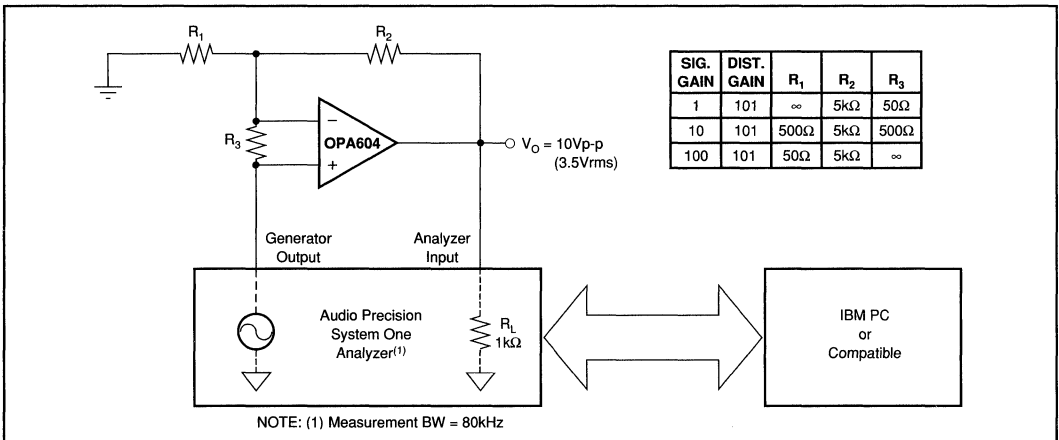 R₁
R₂
R₃
−
+
OPA604
V₀ = 10Vp-p
(3.5Vrms)
SIG. GAIN DIST. GAIN R₁ R₂ R₃
1 101 ∞ 5kΩ 50Ω
10 101 500Ω 5kΩ 500Ω
100 101 50Ω 5kΩ ∞
Generator
Output
Analyzer
Input
Audio Precision
System One
Analyzer⁽¹⁾
R_L
1kΩ
IBM PC
or
Compatible
NOTE: (1) Measurement BW = 80kHz